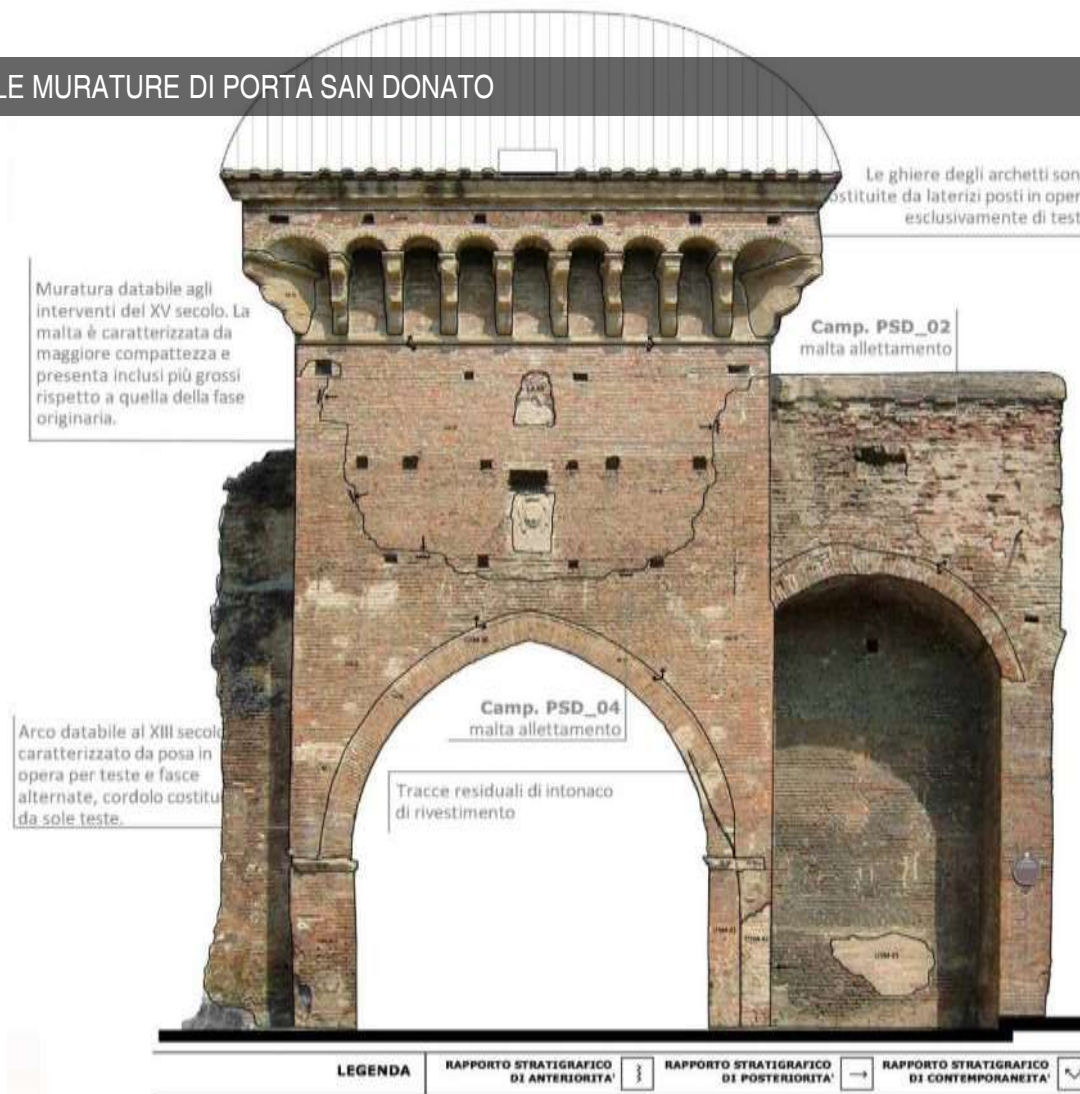 LE MURATURE DI PORTA SAN DONATO
Le ghiere degli archetti son
ostituite da laterizi posti in oper
esclusivamente di test
Muratura databile agli
interventi del XV secolo. La
malta è caratterizzata da
maggiore compattezza e
presenta inclusi più grossi
rispetto a quella della fase
originaria.
Camp. PSD_02
malta allettamento
Camp. PSD_04
malta allettamento
Arco databile al XIII secolo
caratterizzato da posa in
opera per teste e fasce
alternate, cordolo costitu
da sole teste.
Tracce residuali di intonaco
di rivestimento
LEGENDA
RAPPORTO STRATIGRAFICO
DI ANTERIORITA'
RAPPORTO STRATIGRAFICO
DI POSTERIORITA'
RAPPORTO STRATIGRAFICO
DI CONTEMPORANEITA'